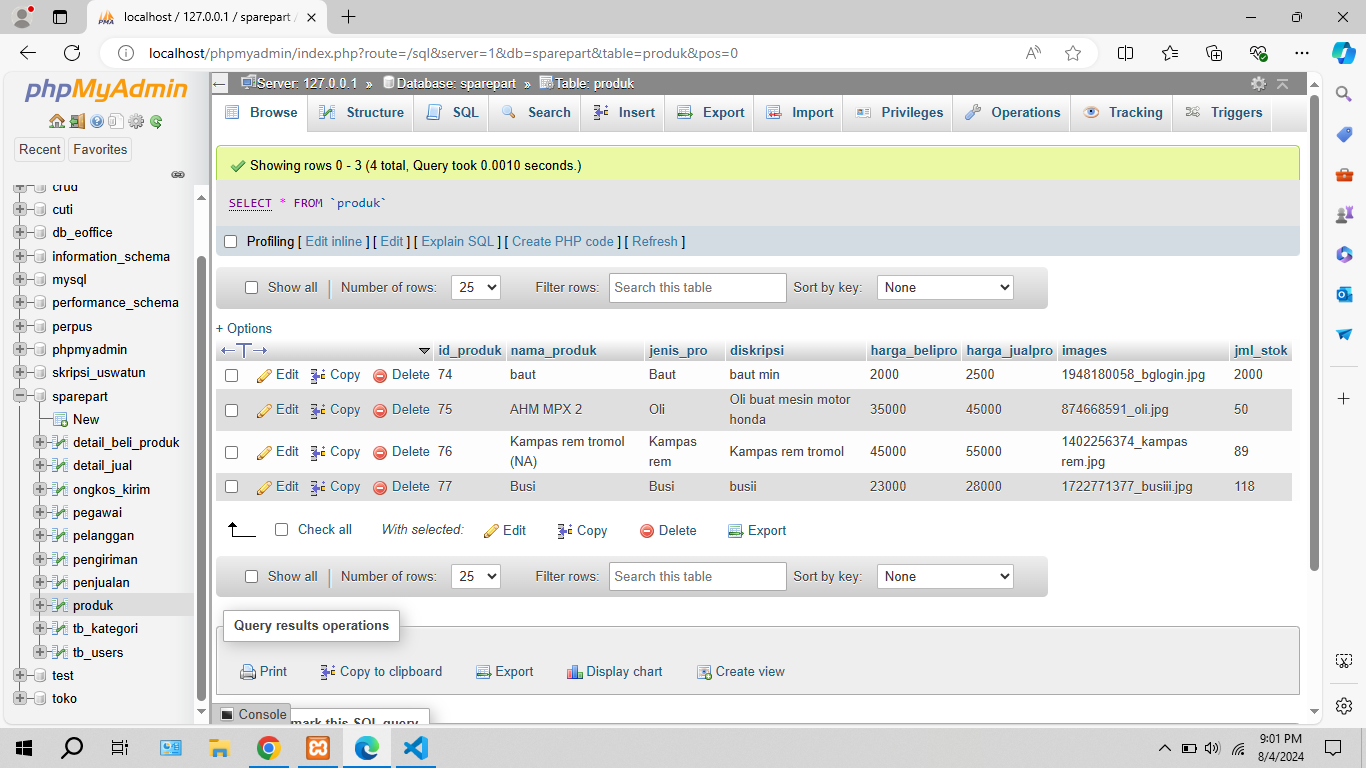 localhost / 127.0.0.1 / sparepart /
localhost/phpmyadmin/index.php?route=/sql&server=1&db=sparepart&table=produk&pos=0
phpMyAdmin
Recent Favorites
crud
cuti
db_eoffice
information_schema
mysql
performance_schema
perpus
phpmyadmin
skripsi_uswatun
sparepart
New
detail_beli_produk
detail_jual
ongkos_kirim
pegawai
pelanggan
pengiriman
penjualan
produk
tb_kategori
tb_users
test
toko
Server: 127.0.0.1 » Database: sparepart » Table: produk
Browse Structure SQL Search Insert Export Import Privileges Operations Tracking Triggers
Showing rows 0 - 3 (4 total, Query took 0.0010 seconds.)
SELECT * FROM `produk`
Profiling [ Edit inline ] [ Edit ] [ Explain SQL ] [ Create PHP code ] [ Refresh ]
Show all | Number of rows: 25 Filter rows: Search this table Sort by key: None
+ Options
id_produk nama_produk jenis_pro diskripsi harga_belipro harga_jualpro images jml_stok
Edit Copy Delete 74 baut Baut baut min 2000 2500 1948180058_bglogin.jpg 2000
Edit Copy Delete 75 AHM MPX 2 Oli Oli buat mesin motor honda 35000 45000 874668591_oli.jpg 50
Edit Copy Delete 76 Kampas rem tromol (NA) Kampas rem Kampas rem tromol 45000 55000 1402256374_kampas rem.jpg 89
Edit Copy Delete 77 Busi Busi busii 23000 28000 1722771377_busiii.jpg 118
Check all With selected: Edit Copy Delete Export
Show all | Number of rows: 25 Filter rows: Search this table Sort by key: None
Query results operations
Print Copy to clipboard Export Display chart Create view
Console
mark this SQL query
9:01 PM
8/4/2024